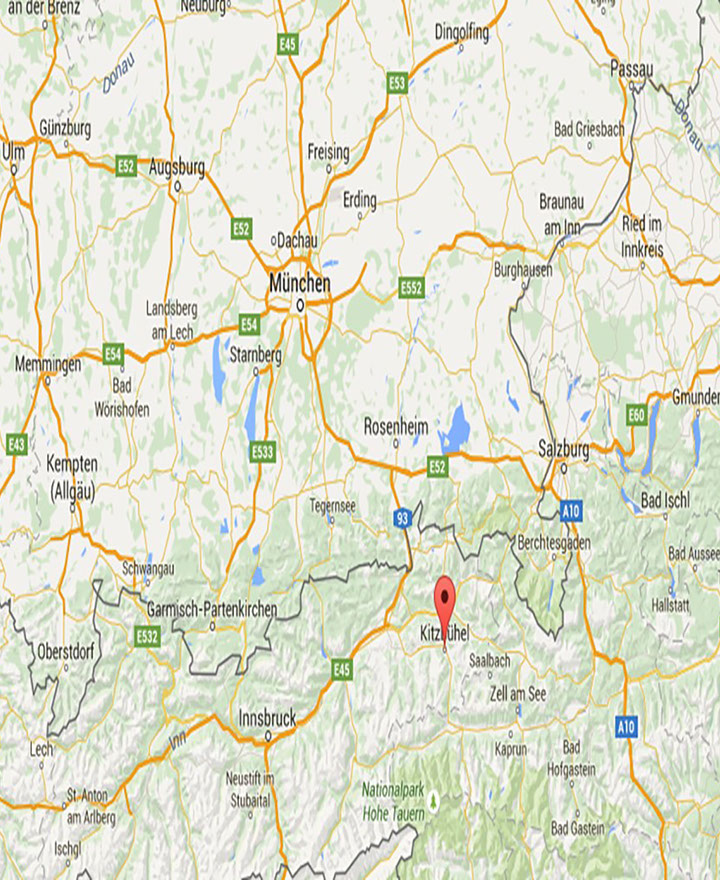 an der Brenz
Neuburg
E45
Dingolfing
Donau
E53
Passau
Donau
Günzburg
Ulm
E52
Augsburg
Freising
Bad Griesbach
Erding
Braunau
am Inn
Ried im
Innkreis
E52
Dachau
München
Burghausen
E552
Landsberg
am Lech
E54
Starnberg
E54
Memmingen
Bad
Wörishofen
Gmunden
E60
E43
Rosenheim
Salzburg
E533
E52
Kempten
(Allgäu)
Tegernsee
93
A10
Bad Ischl
Berchtesgaden
Bad Aussee
Schwangau
Hallstatt
Garmisch-Partenkirchen
E532
Kitzbühel
Oberstdorf
E45
Saalbach
Zell am See
Innsbruck
A10
Inn
Lech
Kaprun
Bad
Hofgastein
Neustift im
Stubaital
Nationalpark
Hohe Tauern
St. Anton
am Arlberg
Bad Gastein
Ischgl